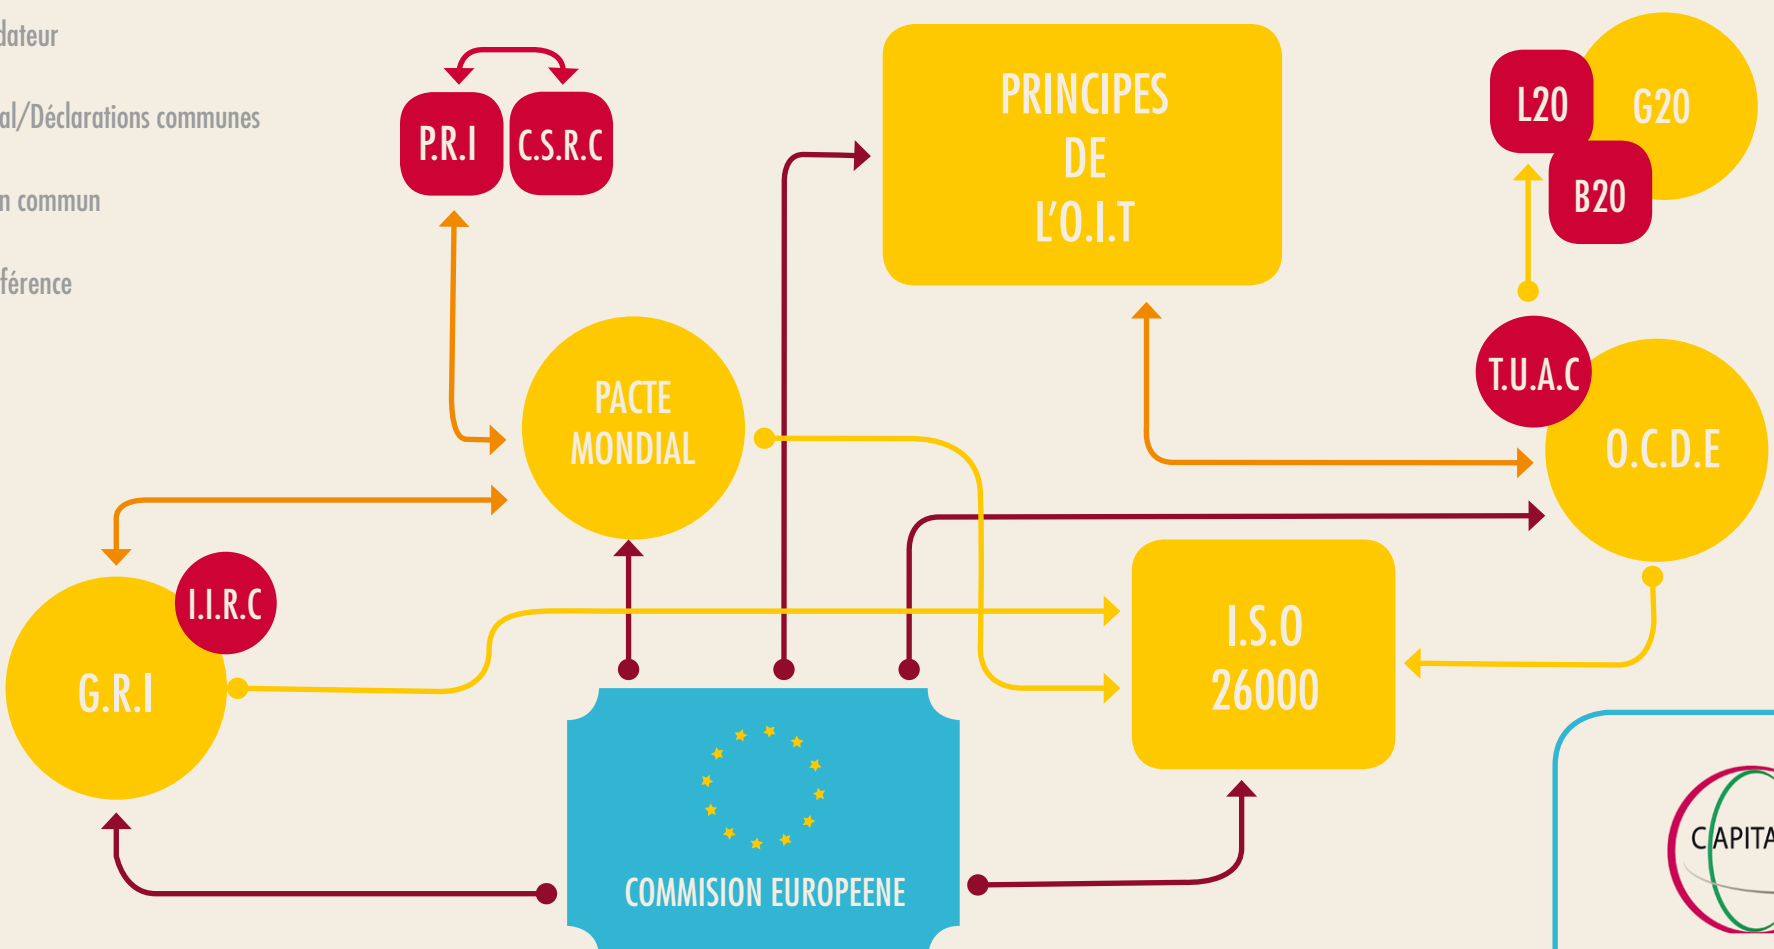 dateur
al/Déclarations communes
n commun
férence
P.R.I
C.S.R.C
PRINCIPES
DE
L'O.I.T
L20
G20
B20
T.U.A.C
O.C.D.E
PACTE
MONDIAL
I.I.R.C
G.R.I
I.S.O
26000
COMMISION EUROPEENE
CAPITA